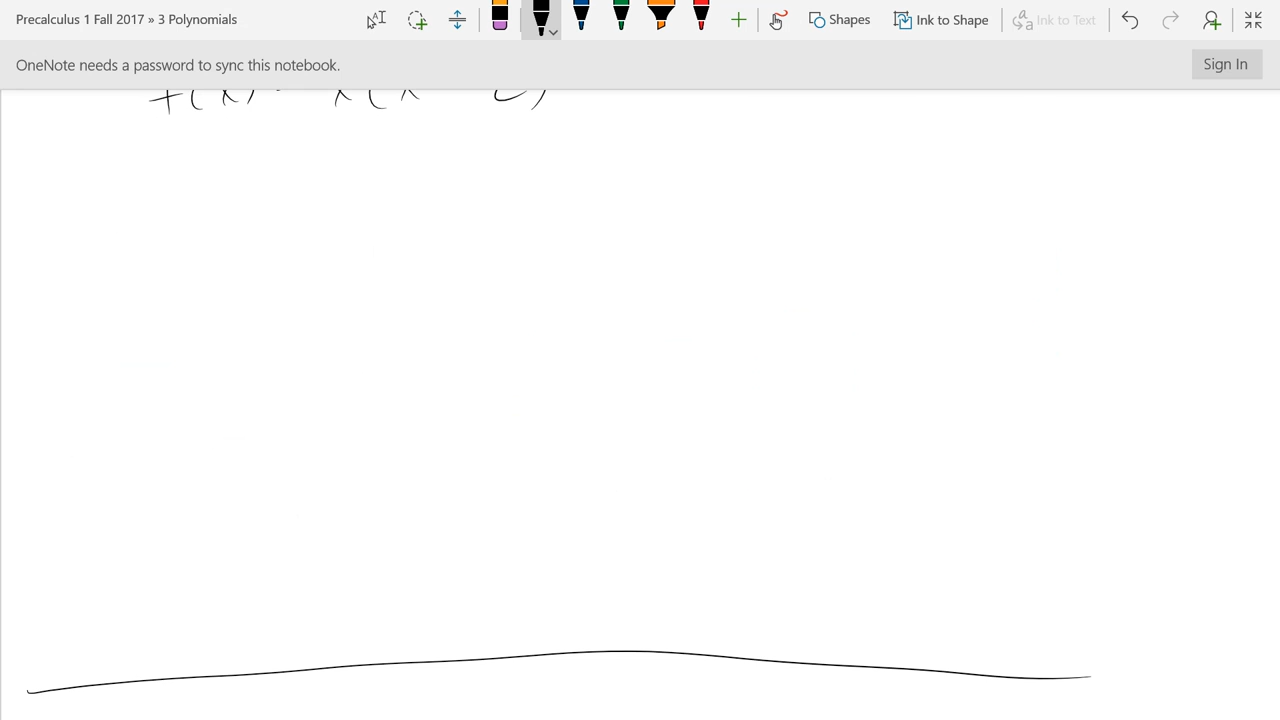 Precalculus 1 Fall 2017 » 3 Polynomials
Shapes
Ink to Shape
Ink to Text
OneNote needs a password to sync this notebook.
Sign In
f(x) x(x